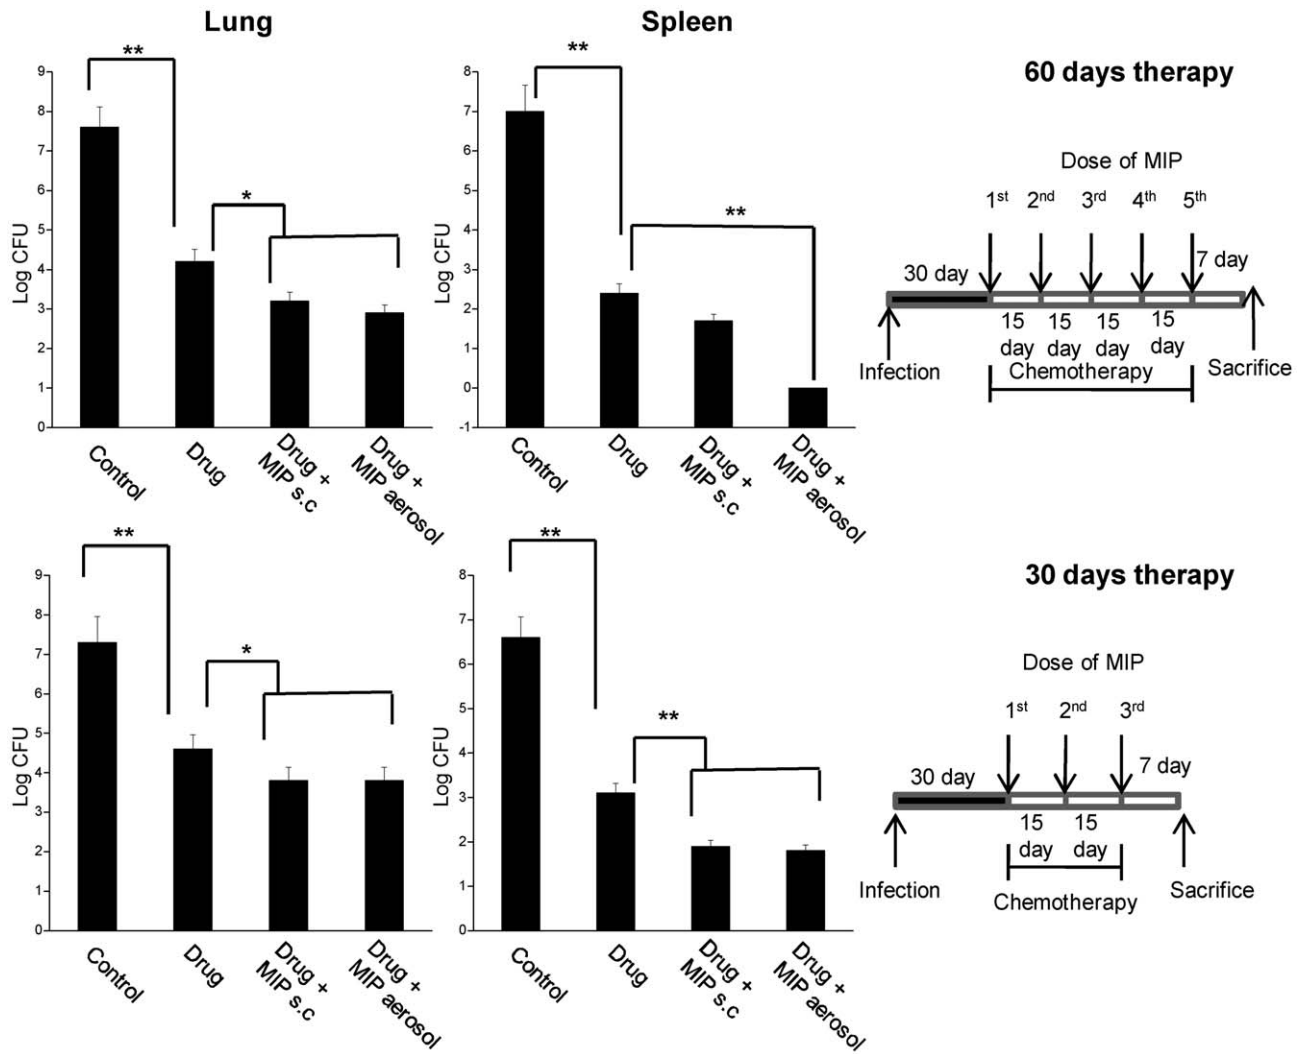 Lung
Spleen
60 days therapy
**
9
8
7
6
5
4
3
2
1
0
Log CFU
*
Control
Drug
Drug +
MIP s.c
Drug +
MIP aerosol
**
8
7
6
5
4
3
2
1
0
-1
Log CFU
**
Control
Drug
Drug +
MIP s.c
Drug +
MIP aerosol
Dose of MIP
1st 2nd 3rd 4th 5th
30 day
7 day
15
day
15
day
15
day
15
day
Infection
Chemotherapy
Sacrifice
30 days therapy
**
9
8
7
6
5
4
3
2
1
0
Log CFU
*
Control
Drug
Drug +
MIP s.c
Drug +
MIP aerosol
**
8
7
6
5
4
3
2
1
0
Log CFU
**
Control
Drug
Drug +
MIP s.c
Drug +
MIP aerosol
Dose of MIP
1st 2nd 3rd
30 day
7 day
15
day
15
day
Infection
Chemotherapy
Sacrifice